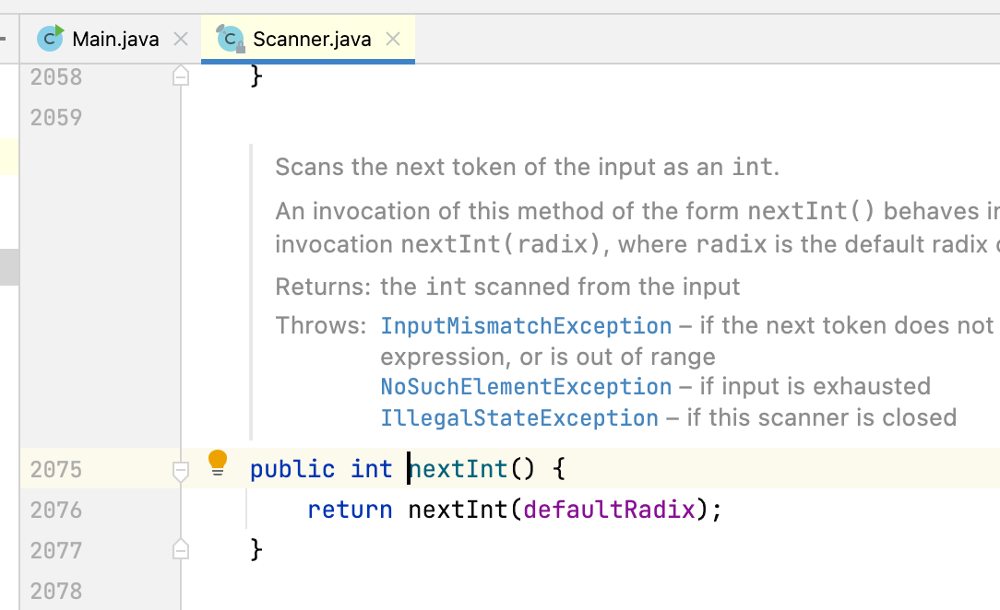 Main.java Scanner.java
2058 }
2059
Scans the next token of the input as an int.
An invocation of this method of the form nextInt() behaves
invocation nextInt(radix), where radix is the default radix
Returns: the int scanned from the input
Throws: InputMismatchException – if the next token does not
expression, or is out of range
NoSuchElementException – if input is exhausted
IllegalStateException – if this scanner is closed
2075 public int nextInt() {
2076 return nextInt(defaultRadix);
2077 }
2078